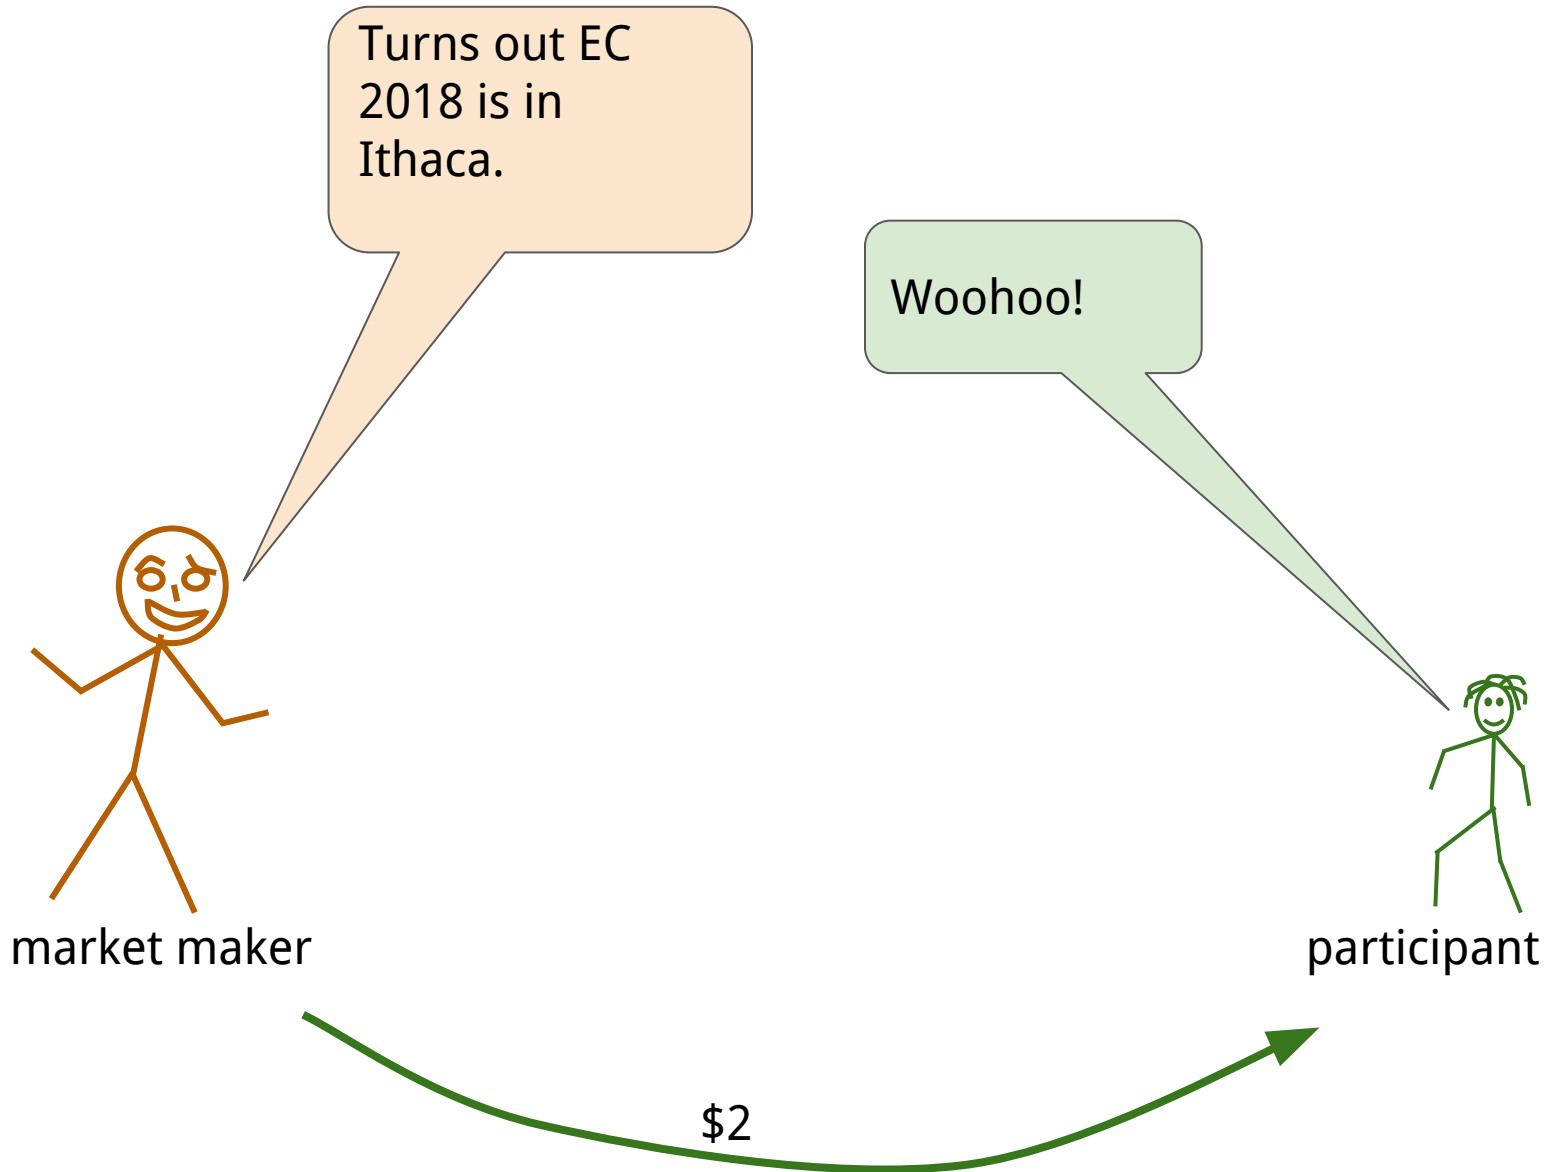 Turns out EC
2018 is in
Ithaca.
Woohoo!
market maker
participant
$2